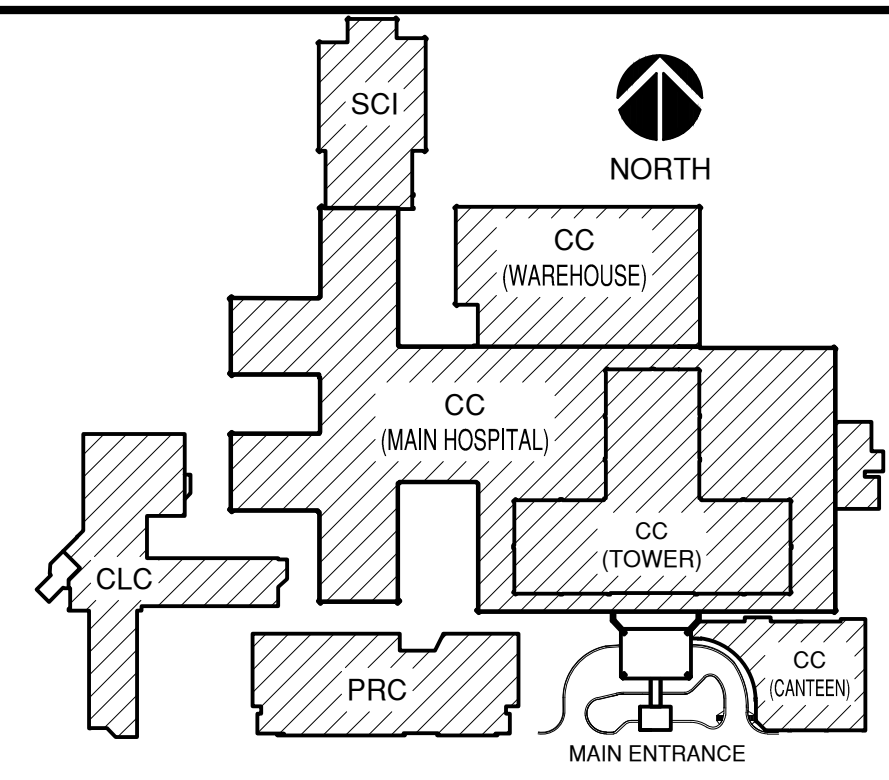 SCI
NORTH
CC
(WAREHOUSE)
CC
(MAIN HOSPITAL)
CC
(TOWER)
CLC
PRC
CC
(CANTEEN)
MAIN ENTRANCE